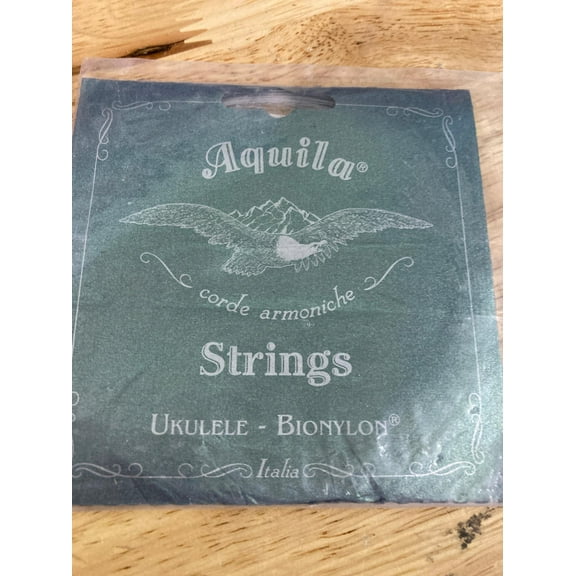 Aquila®
corde armoniche
Strings
UKULELE - BIONYLON®
Italia